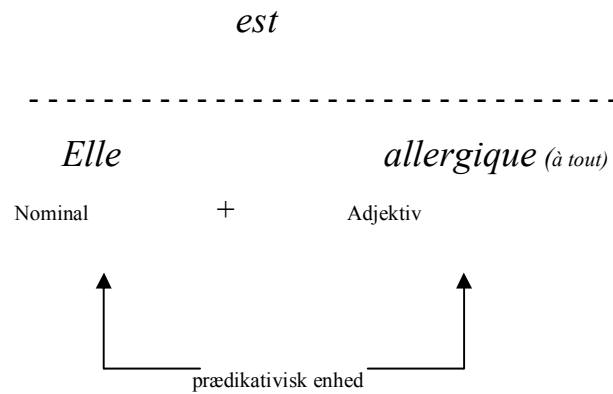 est
Elle allergique (à tout)
Nominal + Adjektiv
prædikativisk enhed